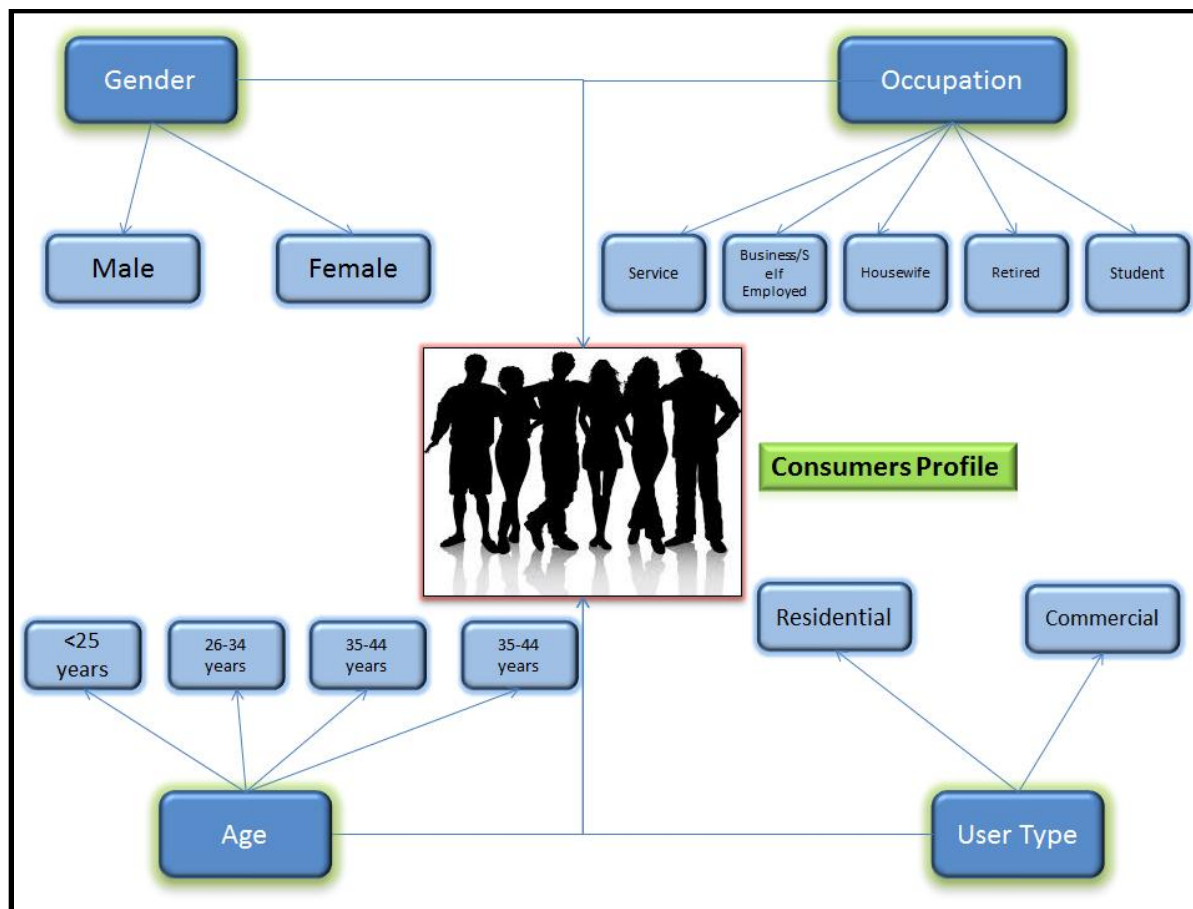 Gender
Occupation
Male
Female
Service
Business/S
elf
Employed
Housewife
Retired
Student
Consumers Profile
<25
years
26-34
years
35-44
years
35-44
years
Residential
Commercial
Age
User Type